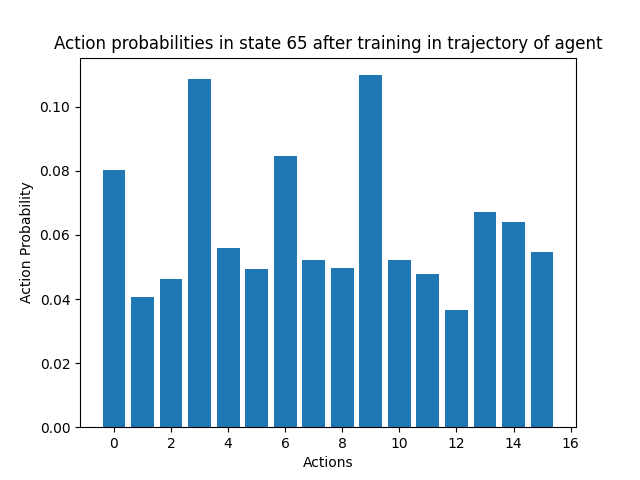 Action probabilities in state 65 after training in trajectory of agent
0.10
0.08
0.06
0.04
0.02
0.00
Action Probability
0 2 4 6 8 10 12 14 16
Actions